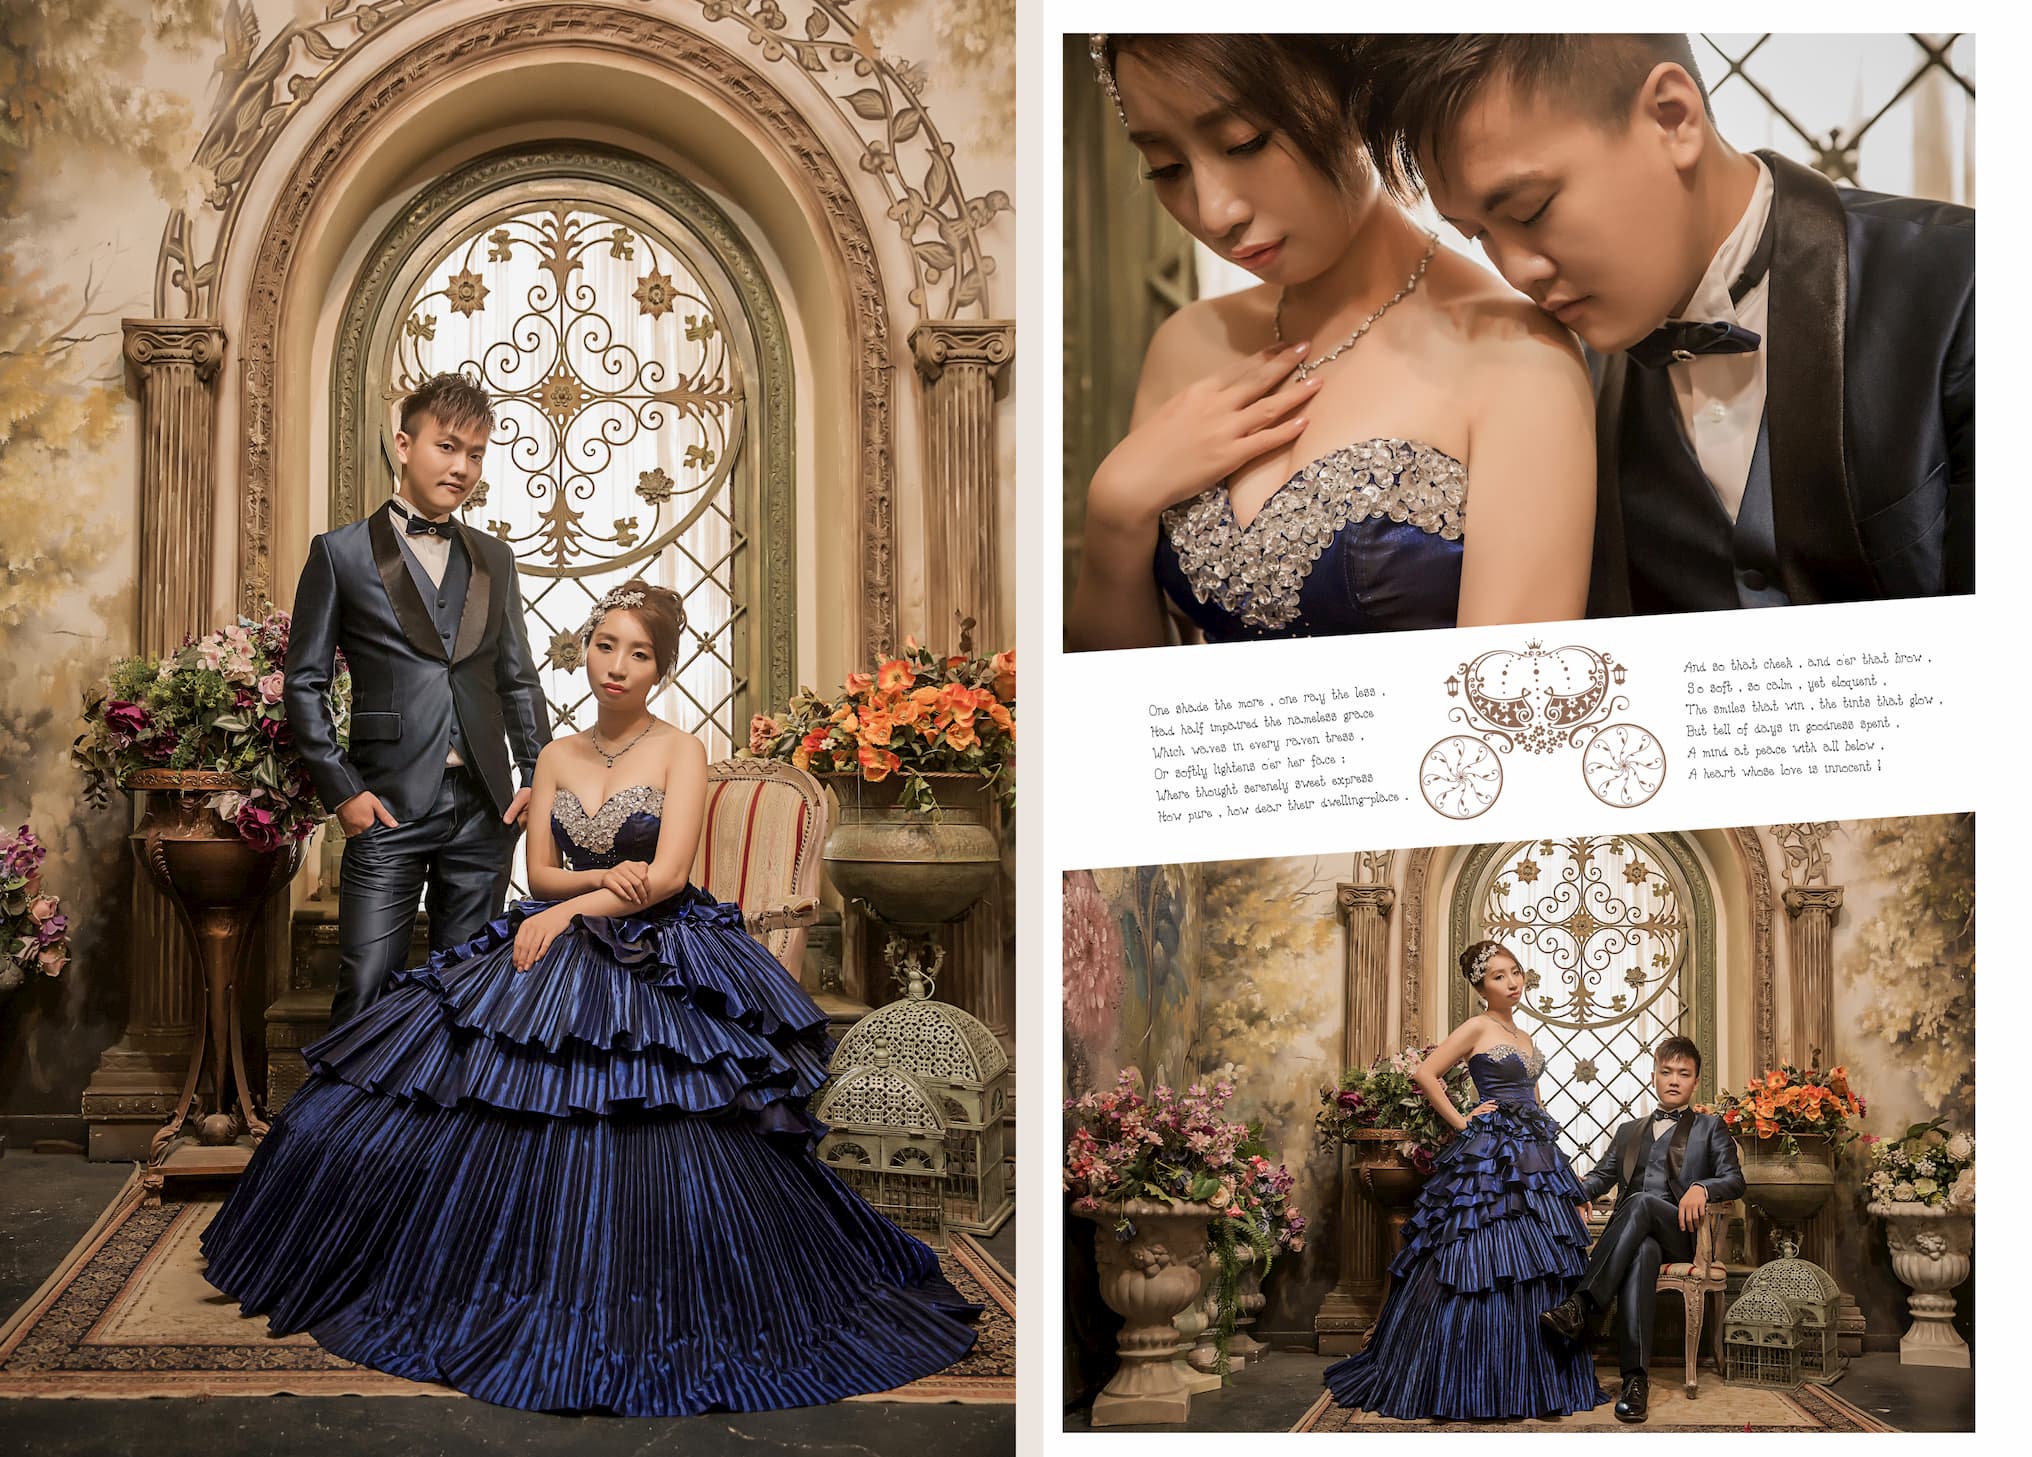 One shade the more , one ray the less ,
Had half impaired the nameless grace
Which waves in every raven tress ,
Or softly lightens o'er her face ;
Where thought serenely sweet express
How pure , how dear their dwelling-place .
And so that cheek , and o'er that brow ,
So soft , so calm , yet eloquent ,
The smiles that win , the tints that glow ,
But tell of days in goodness spent ,
A mind at peace with all below ,
A heart whose love is innocent !